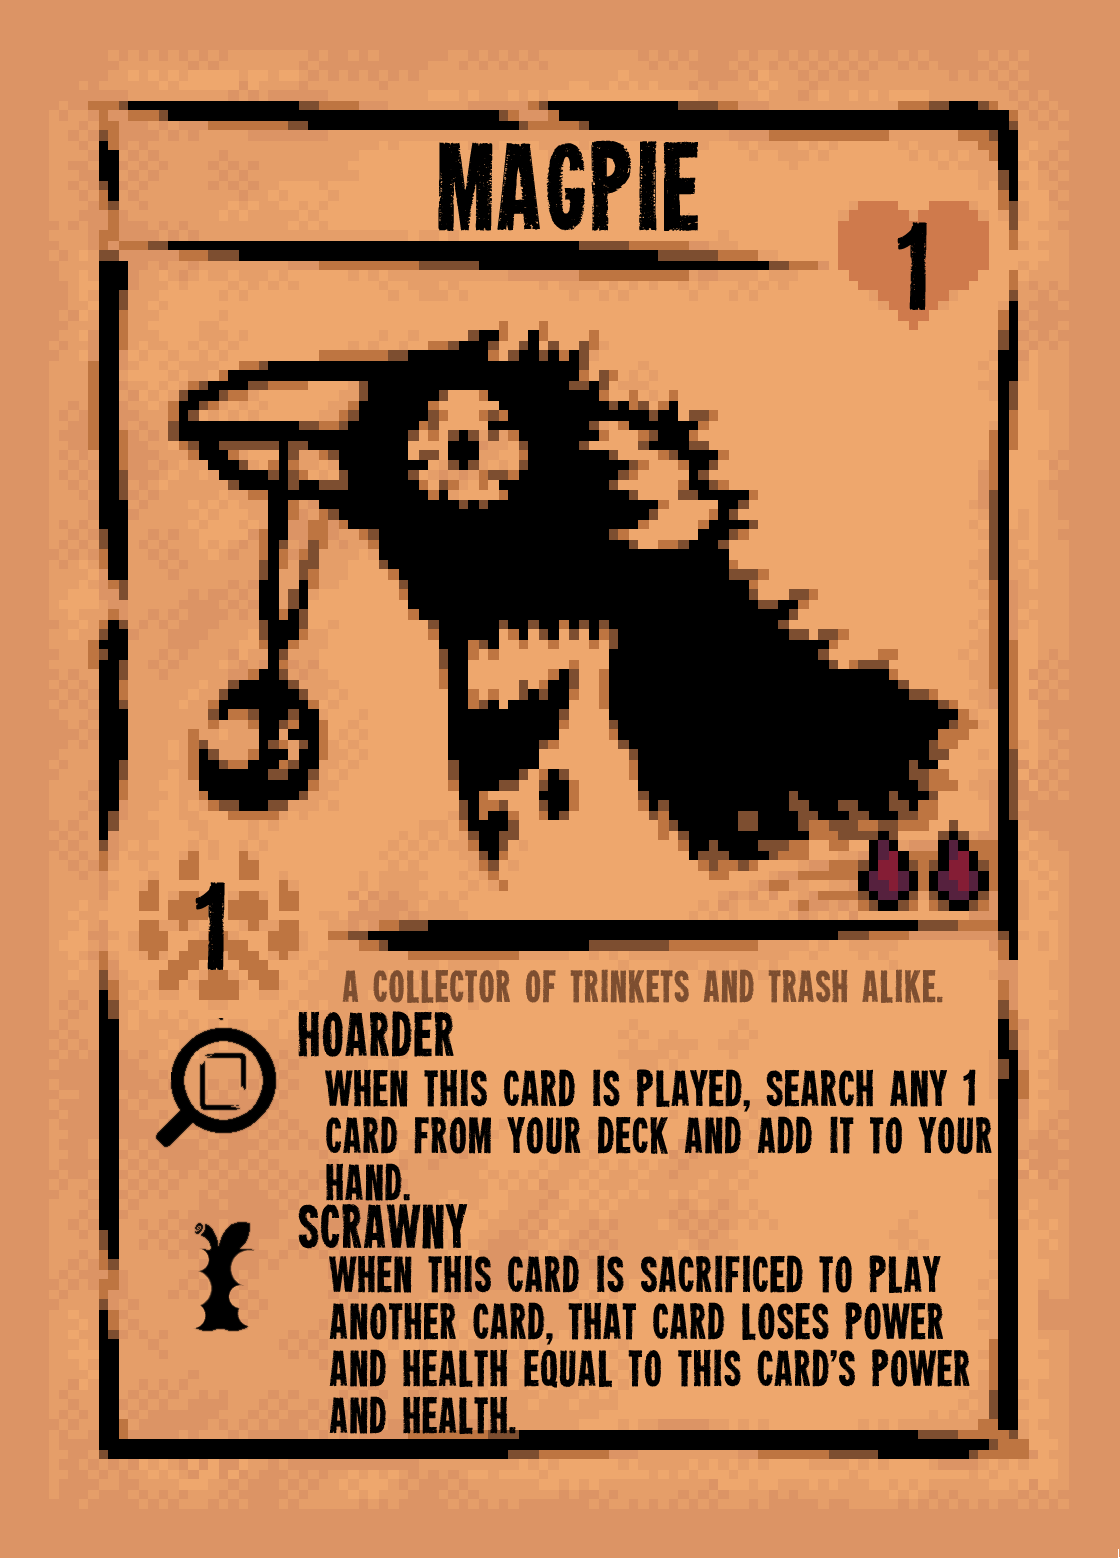 MAGPIE
1
1
A COLLECTOR OF TRINKETS AND TRASH ALIKE.
HOARDER
WHEN THIS CARD IS PLAYED, SEARCH ANY 1
CARD FROM YOUR DECK AND ADD IT TO YOUR
HAND.
SCRAWNY
WHEN THIS CARD IS SACRIFICED TO PLAY
ANOTHER CARD, THAT CARD LOSES POWER
AND HEALTH EQUAL TO THIS CARD'S POWER
AND HEALTH.